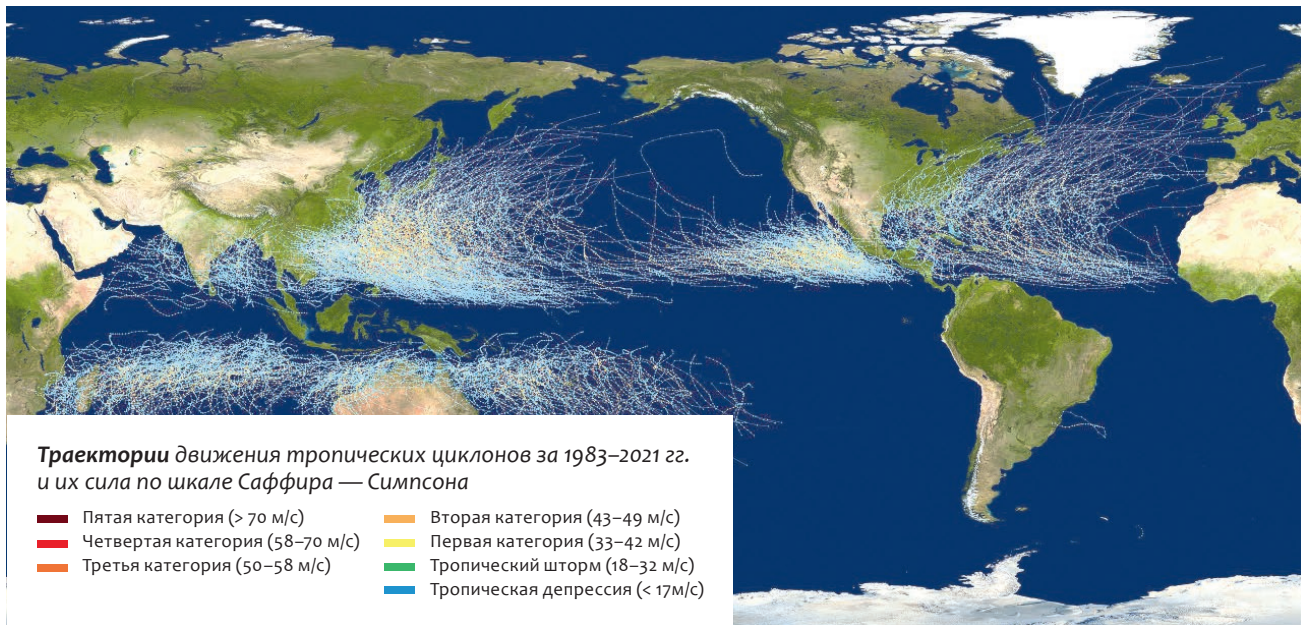 Траектории движения тропических циклонов за 1983–2021 гг.
и их сила по шкале Саффира — Симпсона
Пятая категория (> 70 м/с)
Четвертая категория (58–70 м/с)
Третья категория (50–58 м/с)
Вторая категория (43–49 м/с)
Первая категория (33–42 м/с)
Тропический шторм (18–32 м/с)
Тропическая депрессия (< 17м/с)